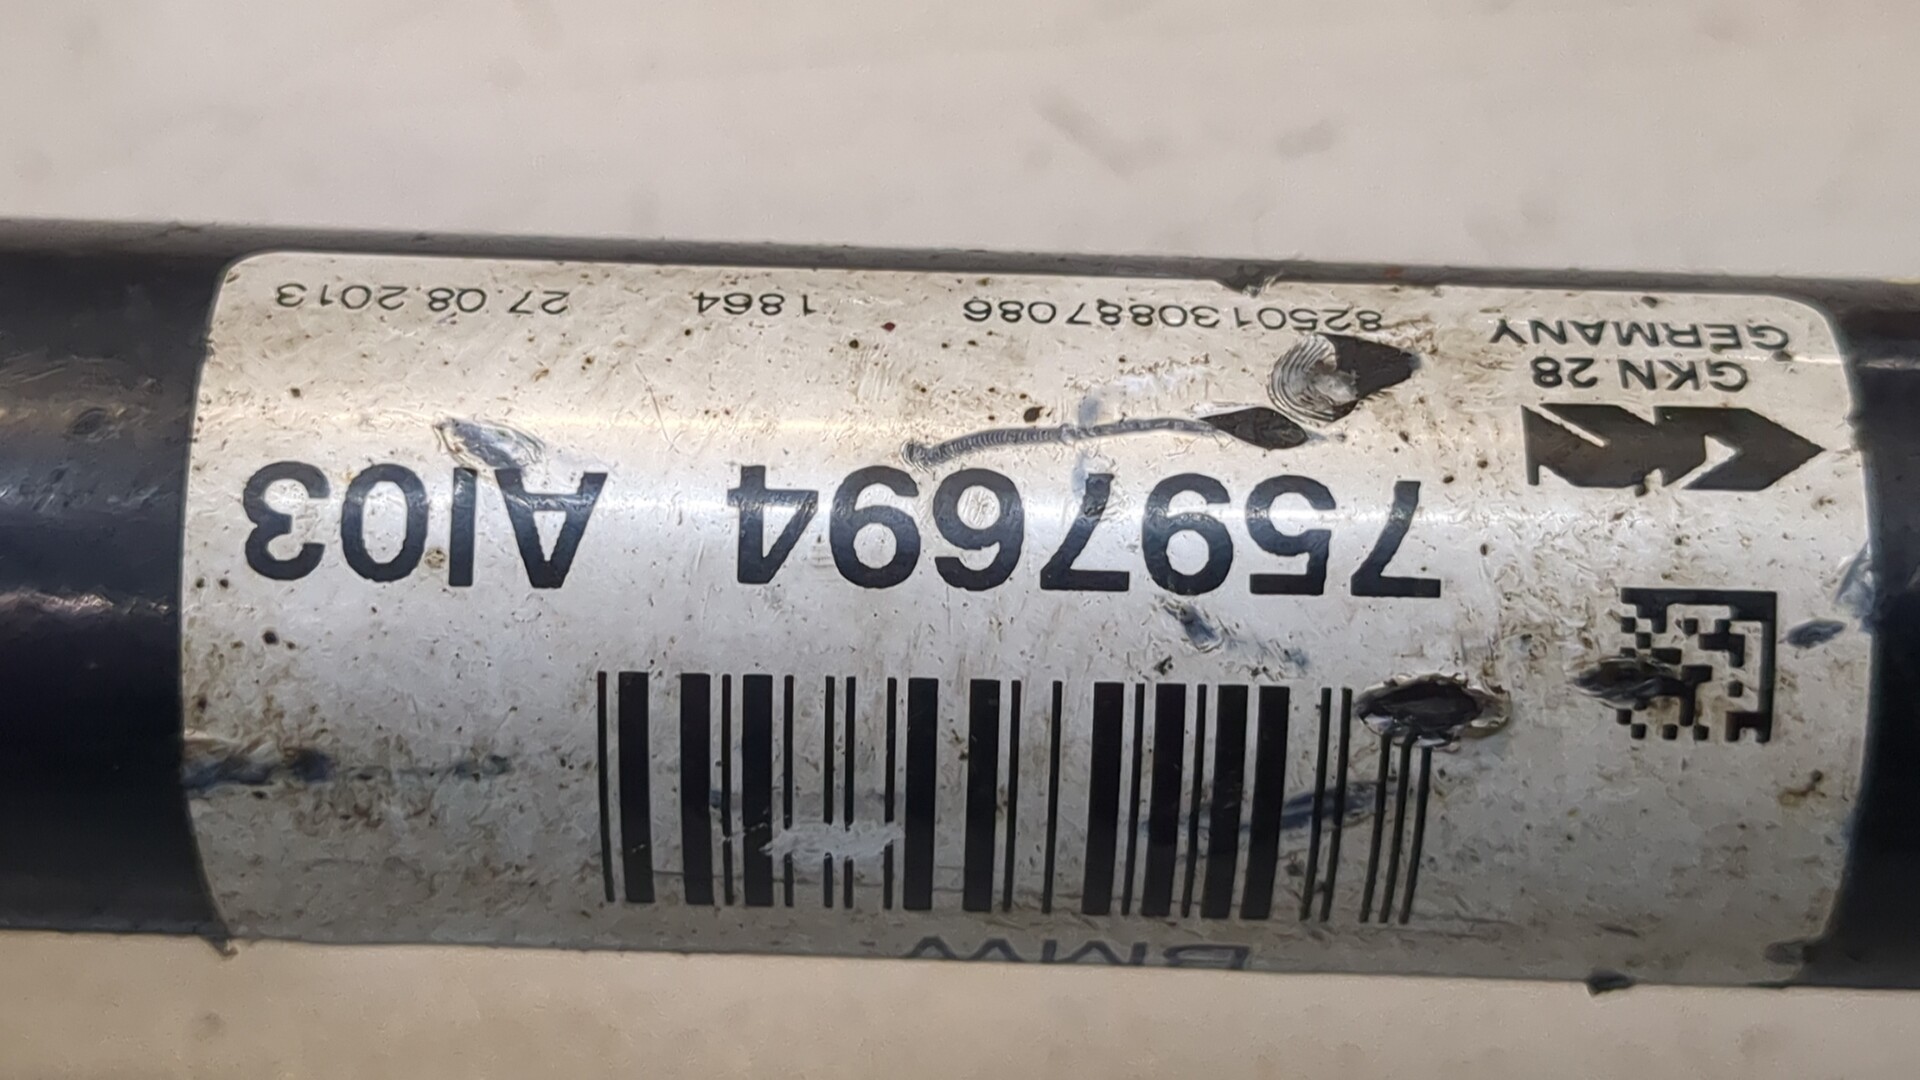 BMW
7597694 AI03
GKN 28
GERMANY
8250130887086 1864 27.08.2013